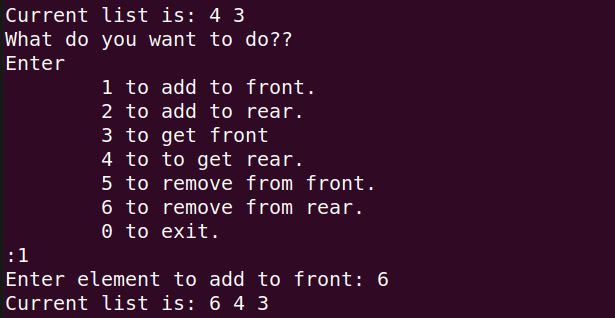 Current list is: 4 3
What do you want to do??
Enter
        1 to add to front.
        2 to add to rear.
        3 to get front
        4 to to get rear.
        5 to remove from front.
        6 to remove from rear.
        0 to exit.
:1
Enter element to add to front: 6
Current list is: 6 4 3